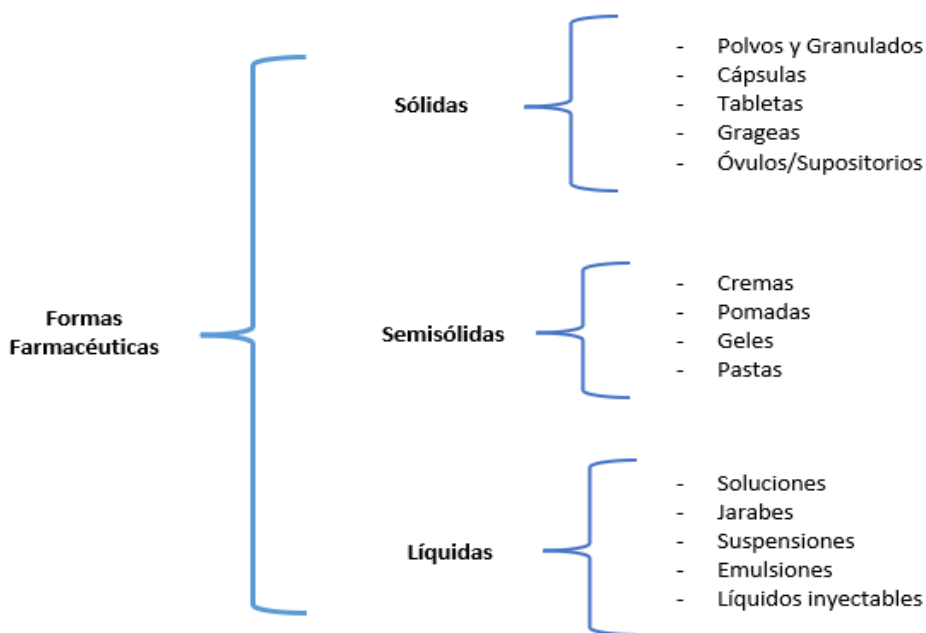 Formas
Farmacéuticas
Sólidas
- Polvos y Granulados
- Cápsulas
- Tabletas
- Grageas
- Óvulos/Supositorios
Semisólidas
- Cremas
- Pomadas
- Geles
- Pastas
Líquidas
- Soluciones
- Jarabes
- Suspensiones
- Emulsiones
- Líquidos inyectables